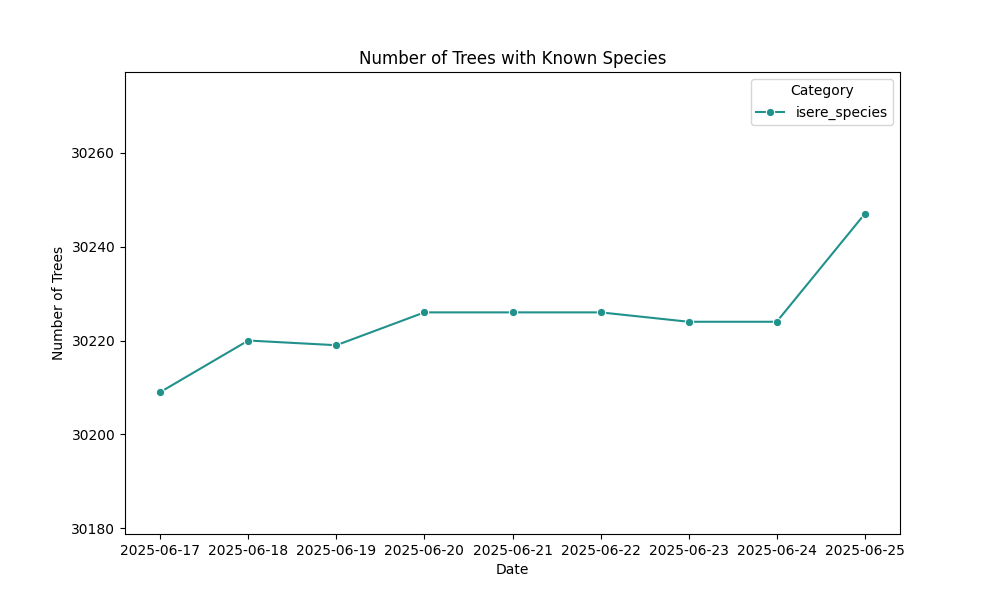 Number of Trees with Known Species
Category
isere_species
Number of Trees
30260
30240
30220
30200
30180
2025-06-17 2025-06-18 2025-06-19 2025-06-20 2025-06-21 2025-06-22 2025-06-23 2025-06-24 2025-06-25
Date